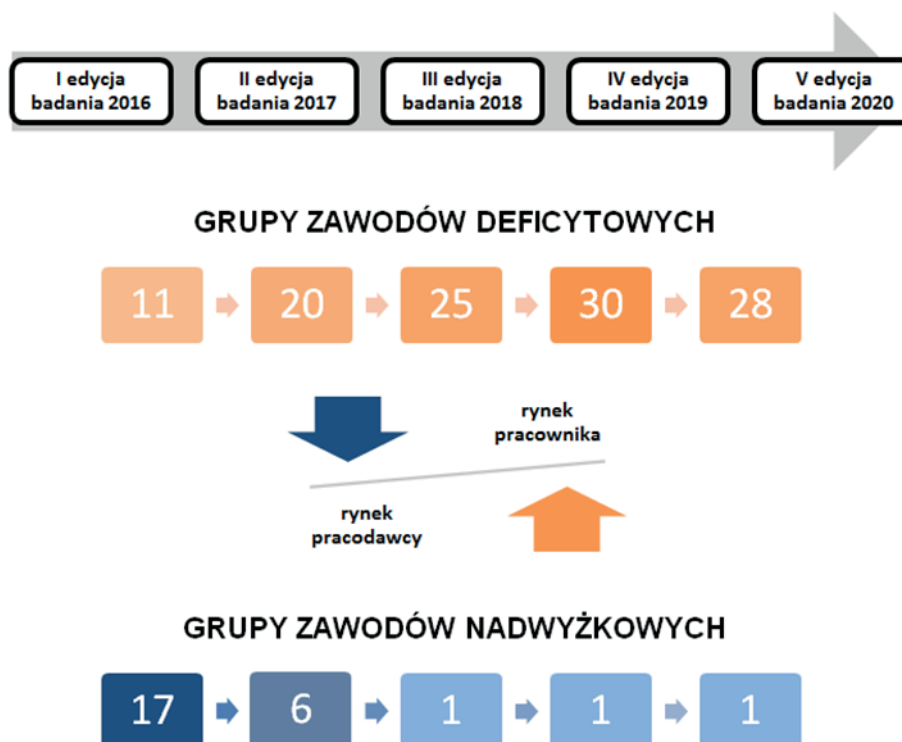 I edycja
badania 2016
II edycja
badania 2017
III edycja
badania 2018
IV edycja
badania 2019
V edycja
badania 2020
GRUPY ZAWODÓW DEFICYTOWYCH
11 20 25 30 28
rynek
pracownika
rynek
pracodawcy
GRUPY ZAWODÓW NADWYŻKOWYCH
17 6 1 1 1